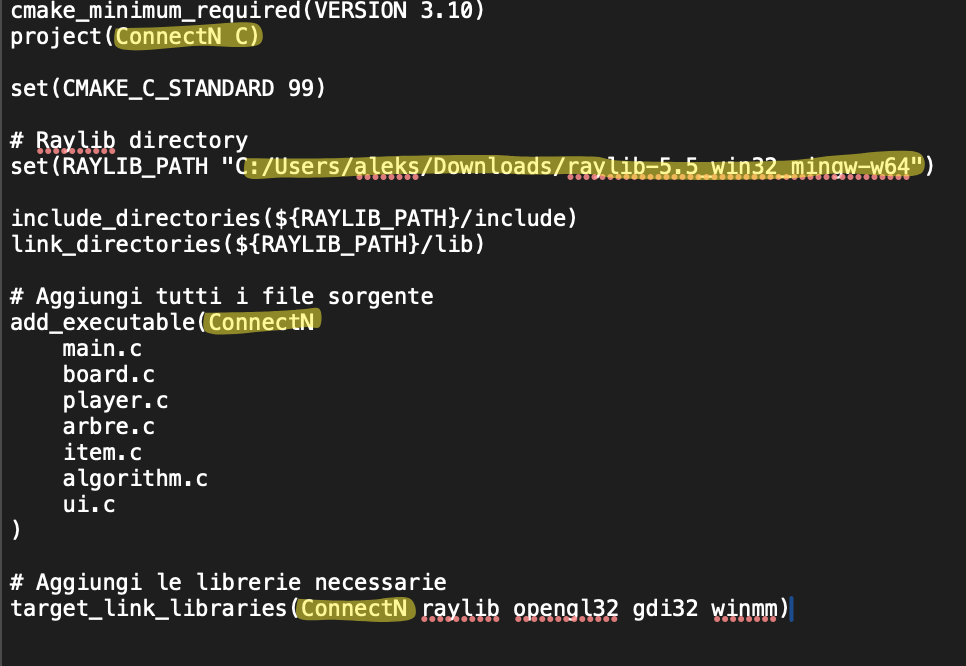 cmake_minimum_required(VERSION 3.10)
project(ConnectN C)
set(CMAKE_C_STANDARD 99)
# Raylib directory
set(RAYLIB_PATH "C:/Users/aleks/Downloads/raylib-5.5_win32_mingw-w64")
include_directories(${RAYLIB_PATH}/include)
link_directories(${RAYLIB_PATH}/lib)
# Aggiungi tutti i file sorgente
add_executable(ConnectN
    main.c
    board.c
    player.c
    arbre.c
    item.c
    algorithm.c
    ui.c
)
# Aggiungi le librerie necessarie
target_link_libraries(ConnectN raylib opengl32 gdi32 winmm)